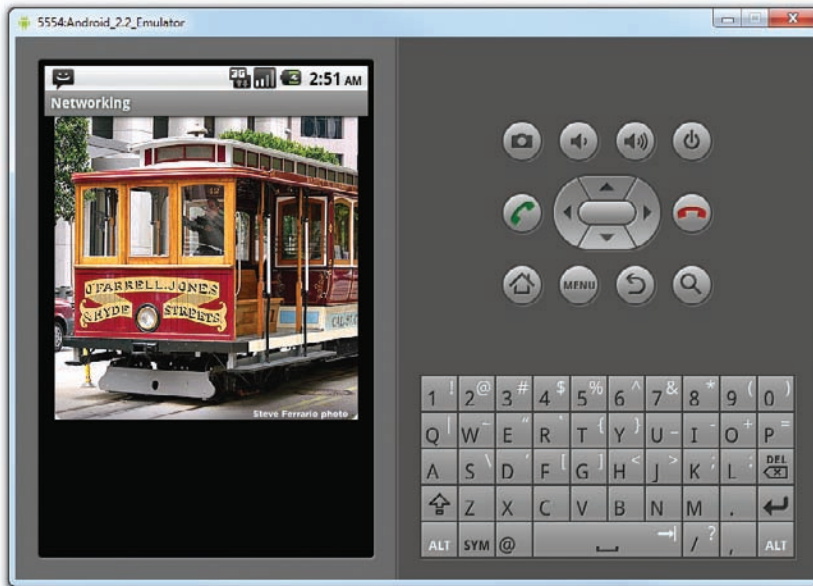 5554:Android_2.2_Emulator
3G
2:51 AM
Networking
O'FARRELL, JONES
& HYDE STREETS
Steve Ferrario photo
MENU
1 ! 2 @ 3 # 4 $ 5 % 6 ^ 7 & 8 * 9 ( 0 )
Q | W ~ E " R ` T { Y } U _ I - O + P =
A S \ D ' F [ G ] H < J > K ; L : DEL
Z X C V B N M .
ALT SYM @ / ? , ALT